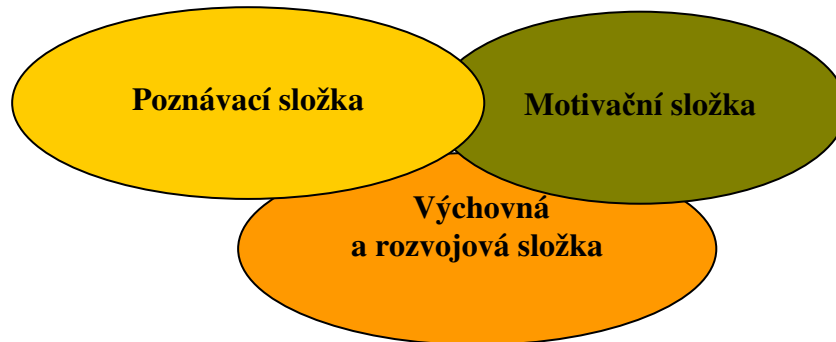 Poznávací složka
Motivační složka
Výchovná
a rozvojová složka